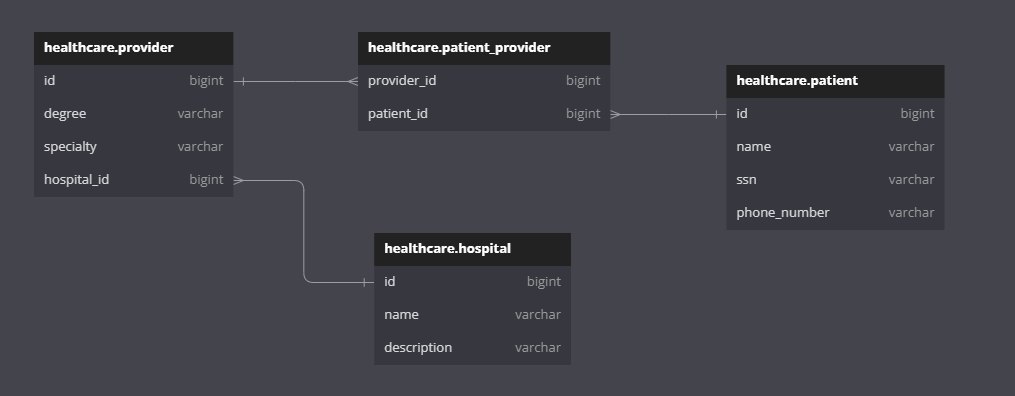 healthcare.provider
id bigint
degree varchar
specialty varchar
hospital_id bigint
healthcare.patient_provider
provider_id bigint
patient_id bigint
healthcare.patient
id bigint
name varchar
ssn varchar
phone_number varchar
healthcare.hospital
id bigint
name varchar
description varchar